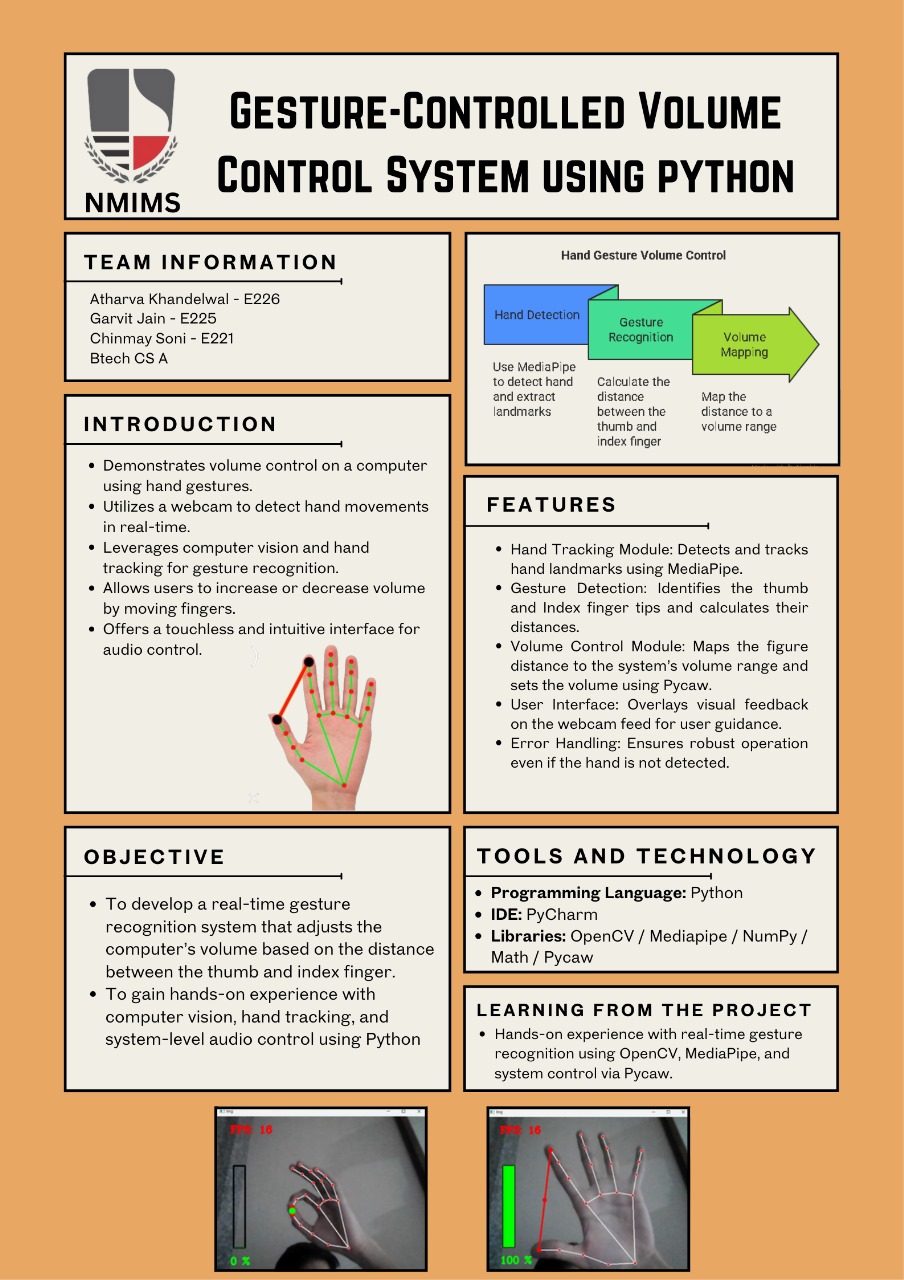 NMIMS
GESTURE-CONTROLLED VOLUME
CONTROL SYSTEM USING PYTHON
TEAM INFORMATION
Atharva Khandelwal - E226
Garvit Jain - E225
Chinmay Soni - E221
Btech CS A
Hand Gesture Volume Control
Hand Detection
Gesture
Recognition
Volume
Mapping
Use MediaPipe
to detect hand
and extract
landmarks
Calculate the
distance
between the
thumb and
index finger
Map the
distance to a
volume range
INTRODUCTION
• Demonstrates volume control on a computer
using hand gestures.
• Utilizes a webcam to detect hand movements
in real-time.
• Leverages computer vision and hand
tracking for gesture recognition.
• Allows users to increase or decrease volume
by moving fingers.
• Offers a touchless and intuitive interface for
audio control.
FEATURES
• Hand Tracking Module: Detects and tracks
hand landmarks using MediaPipe.
• Gesture Detection: Identifies the thumb
and Index finger tips and calculates their
distances.
• Volume Control Module: Maps the figure
distance to the system's volume range and
sets the volume using Pycaw.
• User Interface: Overlays visual feedback
on the webcam feed for user guidance.
• Error Handling: Ensures robust operation
even if the hand is not detected.
OBJECTIVE
• To develop a real-time gesture
recognition system that adjusts the
computer's volume based on the distance
between the thumb and index finger.
• To gain hands-on experience with
computer vision, hand tracking, and
system-level audio control using Python
TOOLS AND TECHNOLOGY
• Programming Language: Python
• IDE: PyCharm
• Libraries: OpenCV / Mediapipe / NumPy /
Math / Pycaw
LEARNING FROM THE PROJECT
• Hands-on experience with real-time gesture
recognition using OpenCV, MediaPipe, and
system control via Pycaw.
Img
FPS: 16
0 %
Img
FPS: 16
100 %